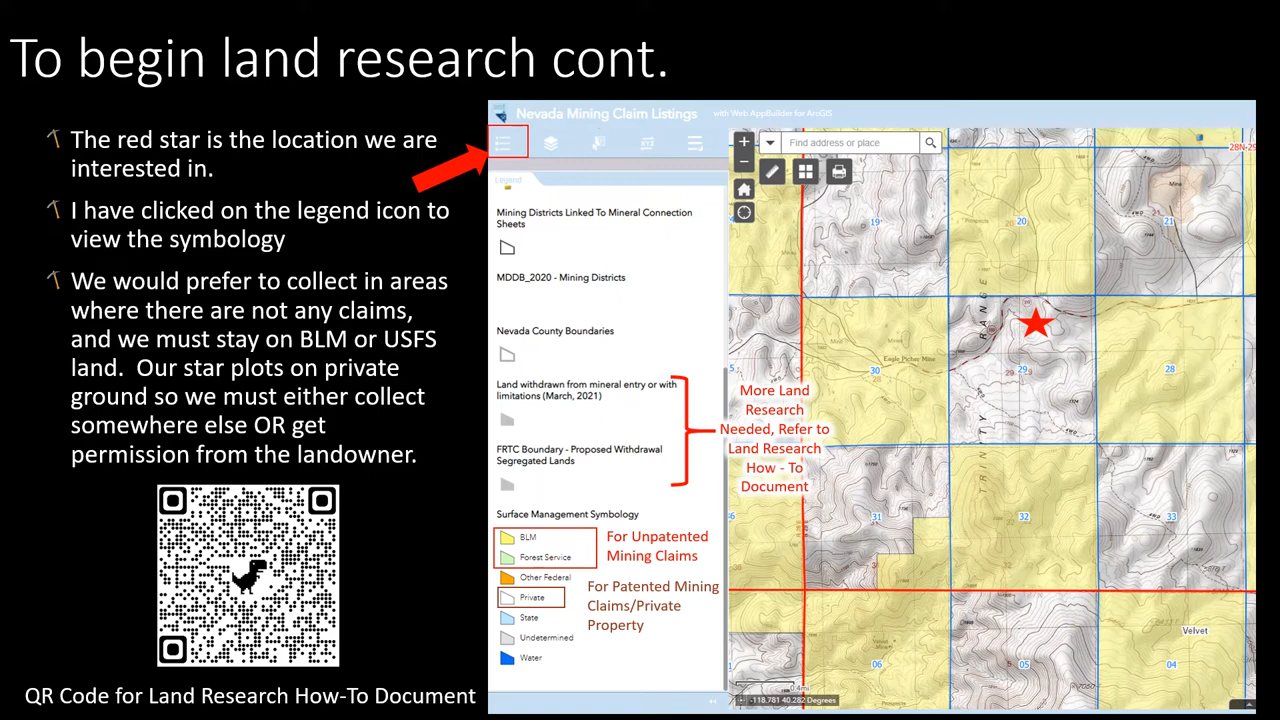 To begin land research cont.
The red star is the location we are
interested in.
I have clicked on the legend icon to
view the symbology
We would prefer to collect in areas
where there are not any claims,
and we must stay on BLM or USFS
land. Our star plots on private
ground so we must either collect
somewhere else OR get
permission from the landowner.
QR Code for Land Research How-To Document
Nevada Mining Claim Listings
with Web AppBuilder for ArcGIS
Legend
Mining Districts Linked To Mineral Connection
Sheets
MDDB_2020 - Mining Districts
Nevada County Boundaries
Land withdrawn from mineral entry or with
limitations (March, 2021)
FRTC Boundary - Proposed Withdrawal
Segregated Lands
Surface Management Symbology
BLM
Forest Service
Other Federal
Private
State
Undetermined
Water
For Unpatented
Mining Claims
For Patented Mining
Claims/Private
Property
More Land
Research
Needed, Refer to
Land Research
How - To
Document
Find address or place
XYZ
28N-29
Mine
19
20
21
Eagle Picher Mine
30
29
28
31
32
33
RANGE
Velvet
06
05
04
0.4mi
-118.781 40.282 Degrees